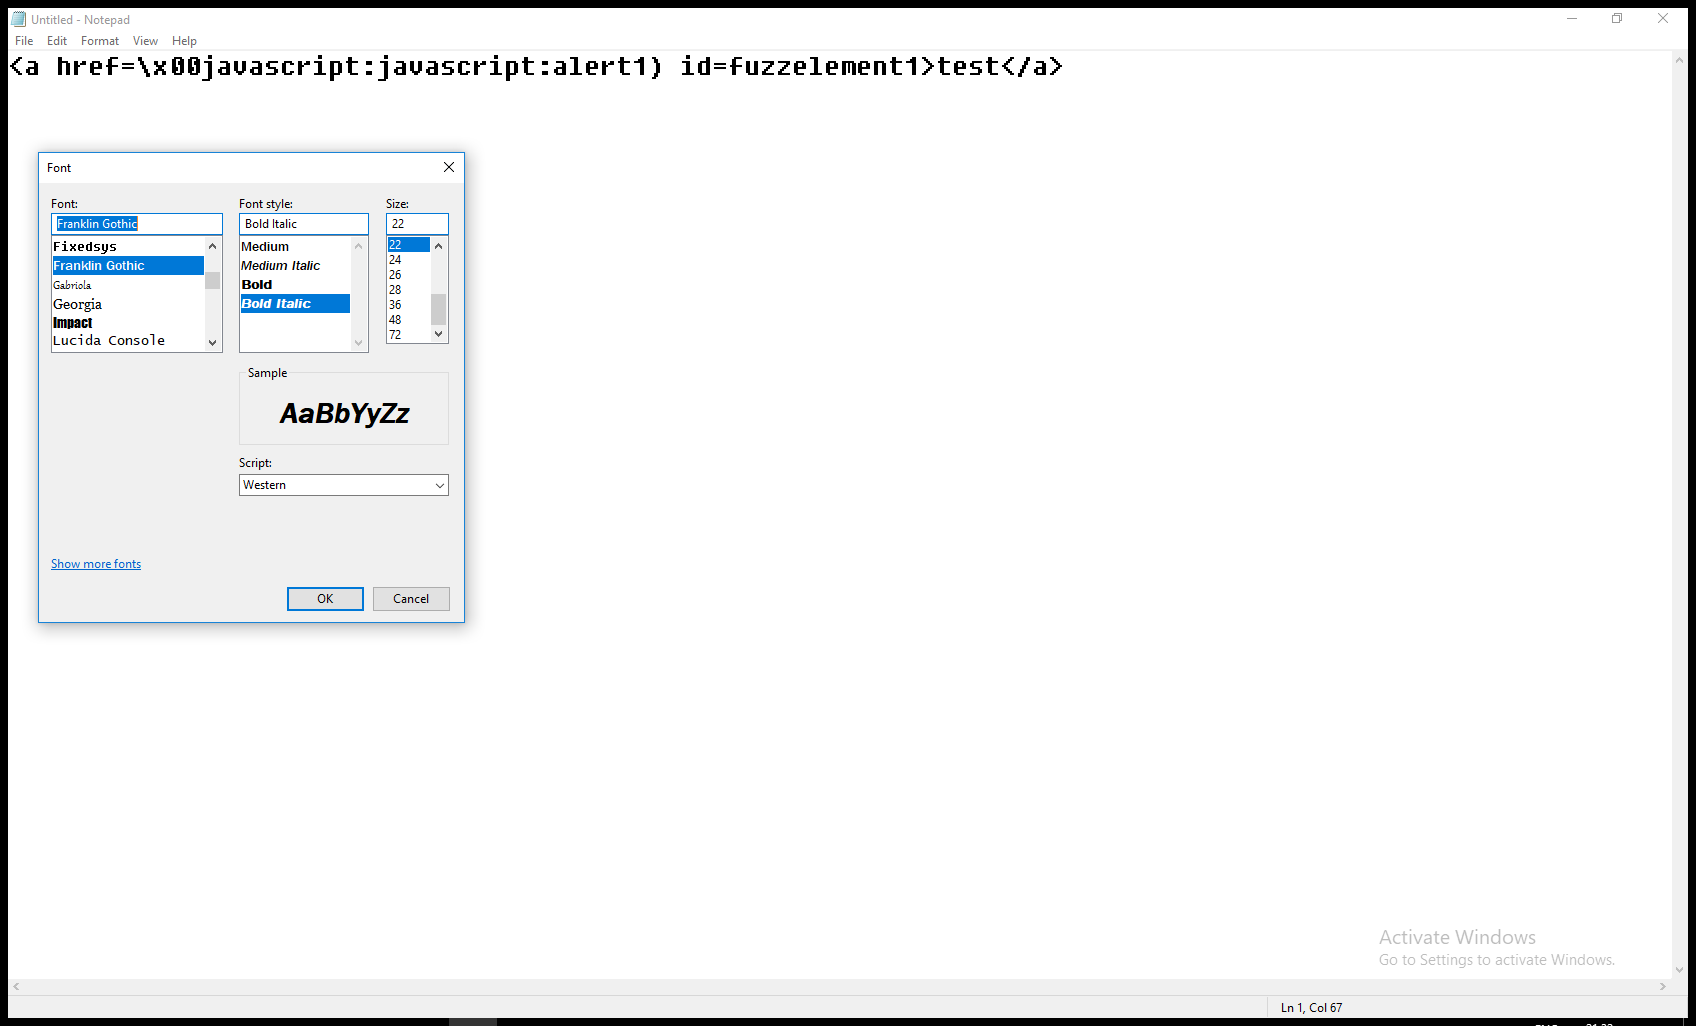 Untitled - Notepad
File Edit Format View Help
<a href=\x00javascript:javascript:alert1) id=fuzzelement1>test</a>
Font
Font: Font style: Size:
Franklin Gothic Bold Italic 22
Fixedsys Medium 22
Franklin Gothic Medium Italic 24
Gabriola Bold 26
Georgia Bold Italic 28
Impact 36
Lucida Console 48
72
Sample
AaBbYyZz
Script:
Western
Show more fonts
OK Cancel
Activate Windows
Go to Settings to activate Windows.
Ln 1, Col 67